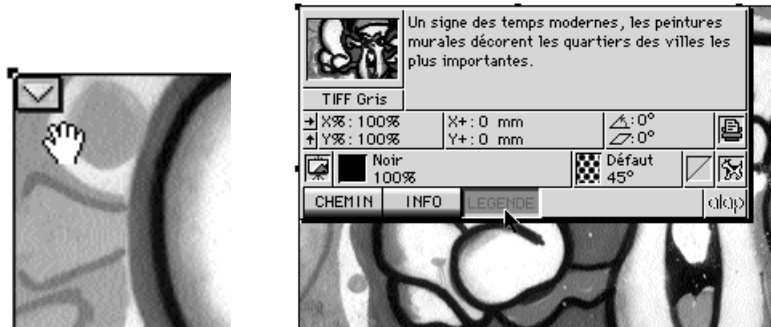 Un signe des temps modernes, les peintures
murales décorent les quartiers des villes les
plus importantes.
TIFF Gris
X%: 100%
Y%: 100%
X+: 0 mm
Y+: 0 mm
0°
0°
Noir
100%
Défaut
45°
CHEMIN
INFO
LEGENDE
alap